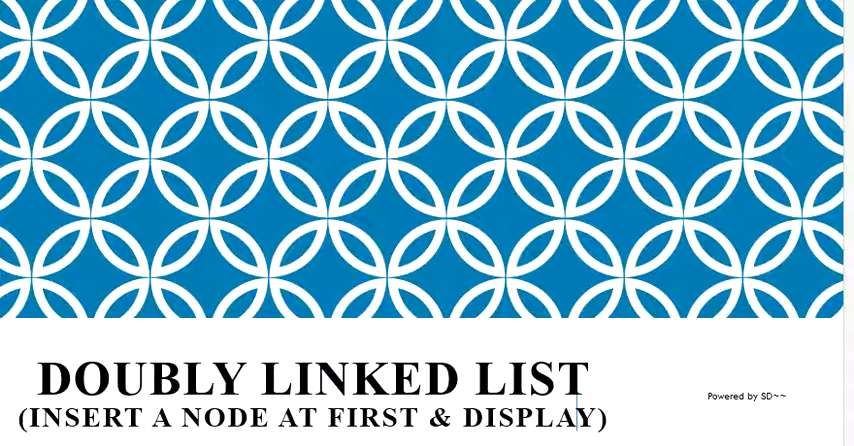 DOUBLY LINKED LIST
(INSERT A NODE AT FIRST & DISPLAY)
Powered by SD~~